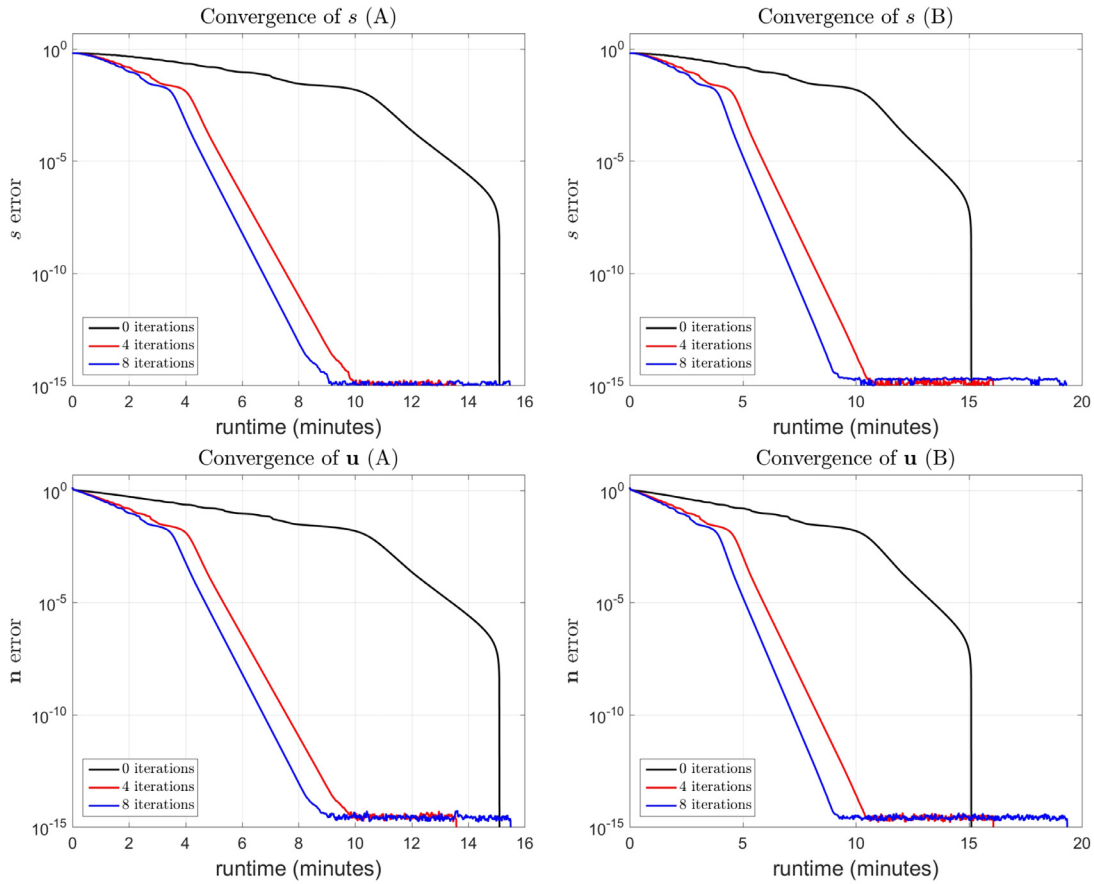 Convergence of s (A)
10^0
10^-5
10^-10
10^-15
s error
0 iterations
4 iterations
8 iterations
0 2 4 6 8 10 12 14 16
runtime (minutes)
Convergence of s (B)
10^0
10^-5
10^-10
10^-15
s error
0 iterations
4 iterations
8 iterations
0 5 10 15 20
runtime (minutes)
Convergence of u (A)
10^0
10^-5
10^-10
10^-15
n error
0 iterations
4 iterations
8 iterations
0 2 4 6 8 10 12 14 16
runtime (minutes)
Convergence of u (B)
10^0
10^-5
10^-10
10^-15
n error
0 iterations
4 iterations
8 iterations
0 5 10 15 20
runtime (minutes)